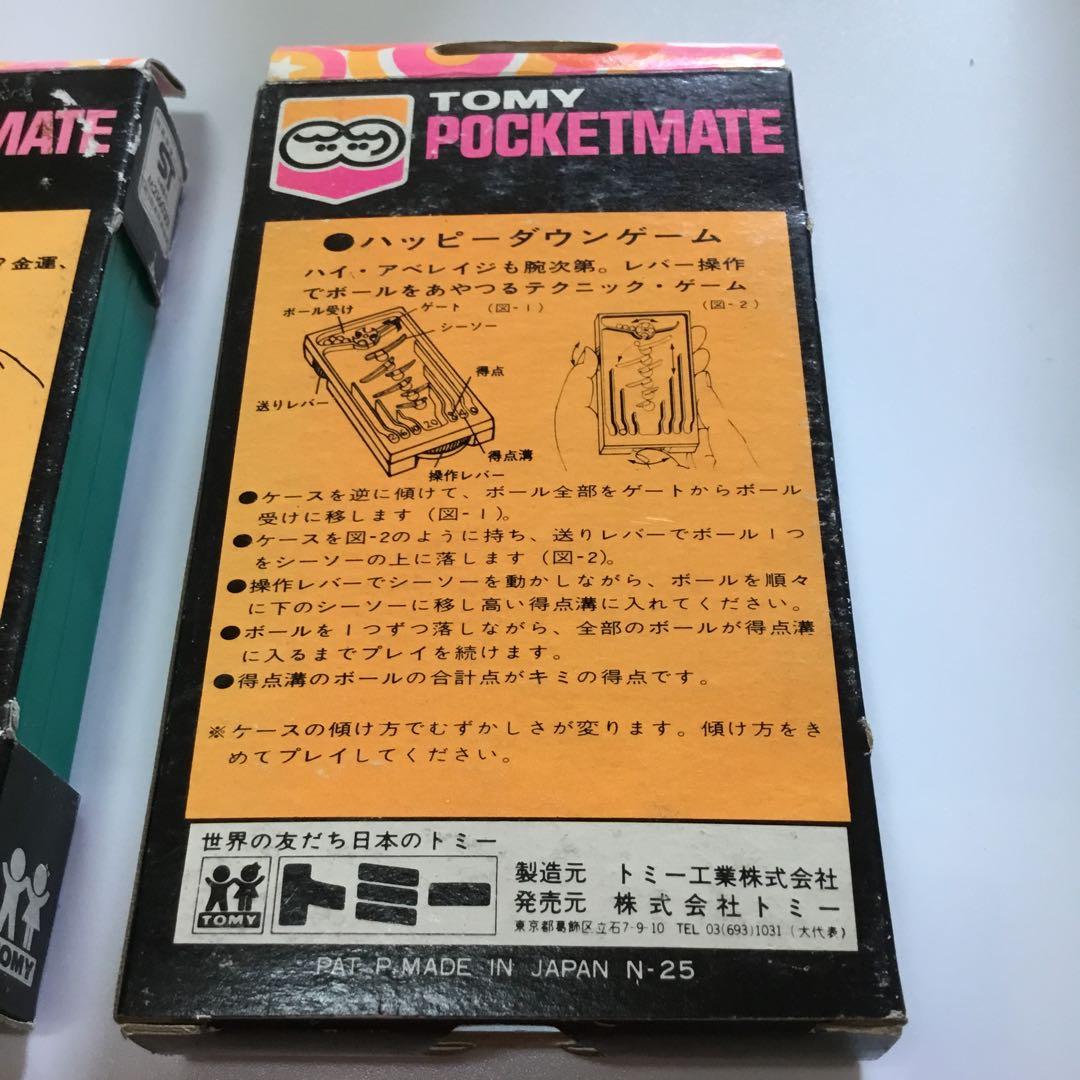 MATE
ST
金運、
TOMY
TOMY
POCKETMATE
●ハッピーダウンゲーム
ハイ・アベレイジも腕次第。レバー操作
でボールをあやつるテクニック・ゲーム
ボール受け
ゲート
(図-1)
(図-2)
シーソー
得点
送りレバー
得点溝
操作レバー
●ケースを逆に傾けて、ボール全部をゲートからボール
受けに移します(図-1)。
●ケースを図-2のように持ち、送りレバーでボール1つ
をシーソーの上に落します(図-2)。
●操作レバーでシーソーを動かしながら、ボールを順々
に下のシーソーに移し高い得点溝に入れてください。
●ボールを1つずつ落しながら、全部のボールが得点溝
に入るまでプレイを続けます。
●得点溝のボールの合計点がキミの得点です。
※ケースの傾け方でむずかしさが変ります。傾け方をき
めてプレイしてください。
世界の友だち日本のトミー
TOMY
トミー
製造元 トミー工業株式会社
発売元 株式会社トミー
東京都葛飾区立石7-9-10 TEL 03(693)1031(大代表)
PAT P. MADE IN JAPAN N-25